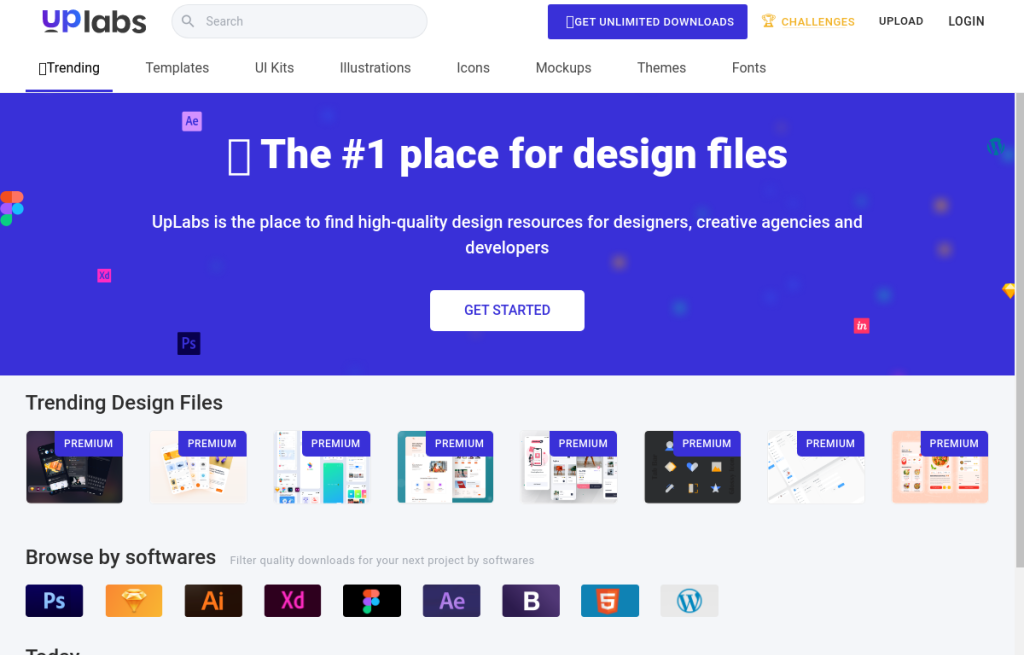 uplabs
Search
GET UNLIMITED DOWNLOADS
CHALLENGES
UPLOAD
LOGIN
Trending
Templates
UI Kits
Illustrations
Icons
Mockups
Themes
Fonts
Ae
The #1 place for design files
UpLabs is the place to find high-quality design resources for designers, creative agencies and
developers
Xd
GET STARTED
in
Ps
Trending Design Files
PREMIUM
PREMIUM
PREMIUM
PREMIUM
PREMIUM
PREMIUM
PREMIUM
PREMIUM
Browse by softwares
Filter quality downloads for your next project by softwares
Ps
Ai
Xd
Ae
B
5
W
Today